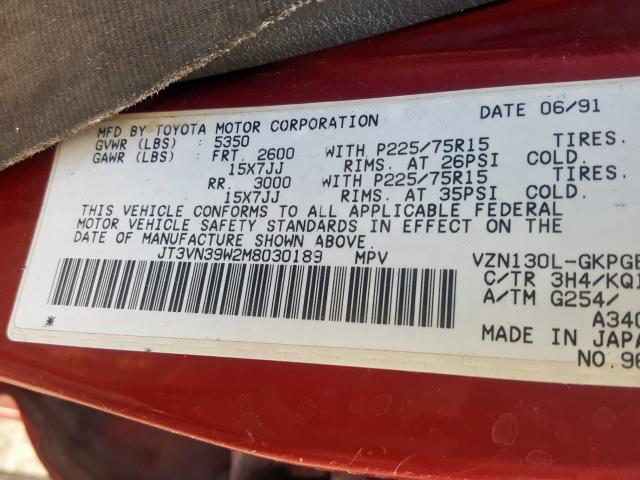 MFD BY TOYOTA MOTOR CORPORATION DATE 06/91
GVWR (LBS) : 5350
GAWR (LBS) : FRT. 2600 WITH P225/75R15 TIRES.
15X7JJ RIMS. AT 26PSI COLD.
RR. 3000 WITH P225/75R15 TIRES.
15X7JJ RIMS. AT 35PSI COLD.
THIS VEHICLE CONFORMS TO ALL APPLICABLE FEDERAL
MOTOR VEHICLE SAFETY STANDARDS IN EFFECT ON THE
DATE OF MANUFACTURE SHOWN ABOVE.
JT3VN39W2M8030189 MPV VZN130L-GKPGE
C/TR 3H4/KQ1
* A/TM G254/
A340
MADE IN JAPA
NO.96